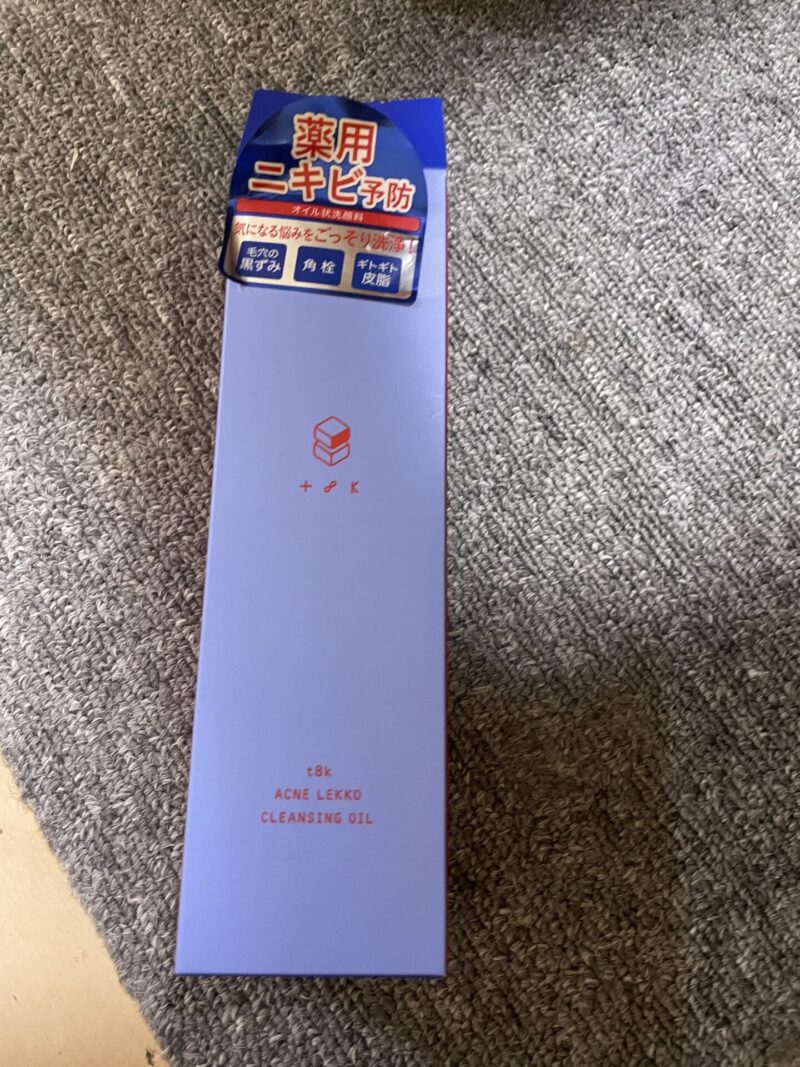 薬用
ニキビ予防
オイル状洗顔料
気になる悩みをごっそり洗浄!
毛穴の
黒ずみ
角栓
ギトギト
皮脂
t8k
t8k
ACNE LEKKO
CLEANSING OIL